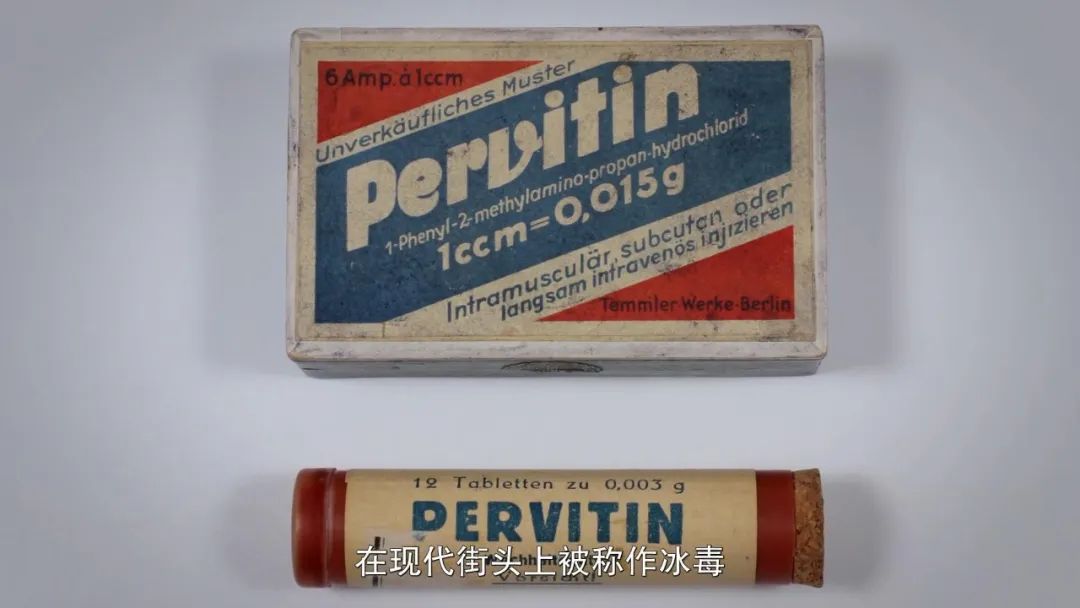 6 Amp. à 1ccm
Unverkäufliches Muster
Pervitin
1-Phenyl-2-methylamino-propan-hydrochlorid
1ccm=0,015g
Intramusculär, subcutan oder
langsam intravenös injizieren
Temmler Werke-Berlin
12 Tabletten zu 0,003 g
PERVITIN
在现代街头上被称作冰毒